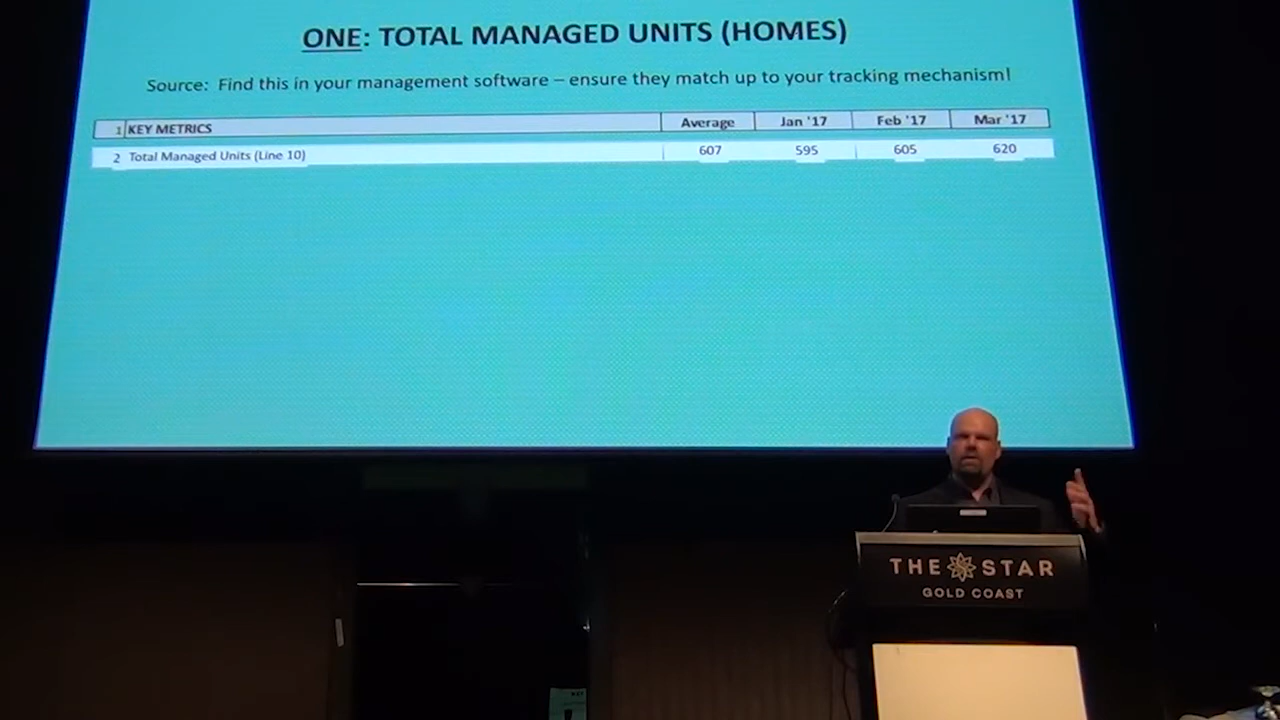 ONE: TOTAL MANAGED UNITS (HOMES)
Source: Find this in your management software – ensure they match up to your tracking mechanism!
1 KEY METRICS Average Jan '17 Feb '17 Mar '17
2 Total Managed Units (Line 10) 607 595 605 620
THE STAR
GOLD COAST